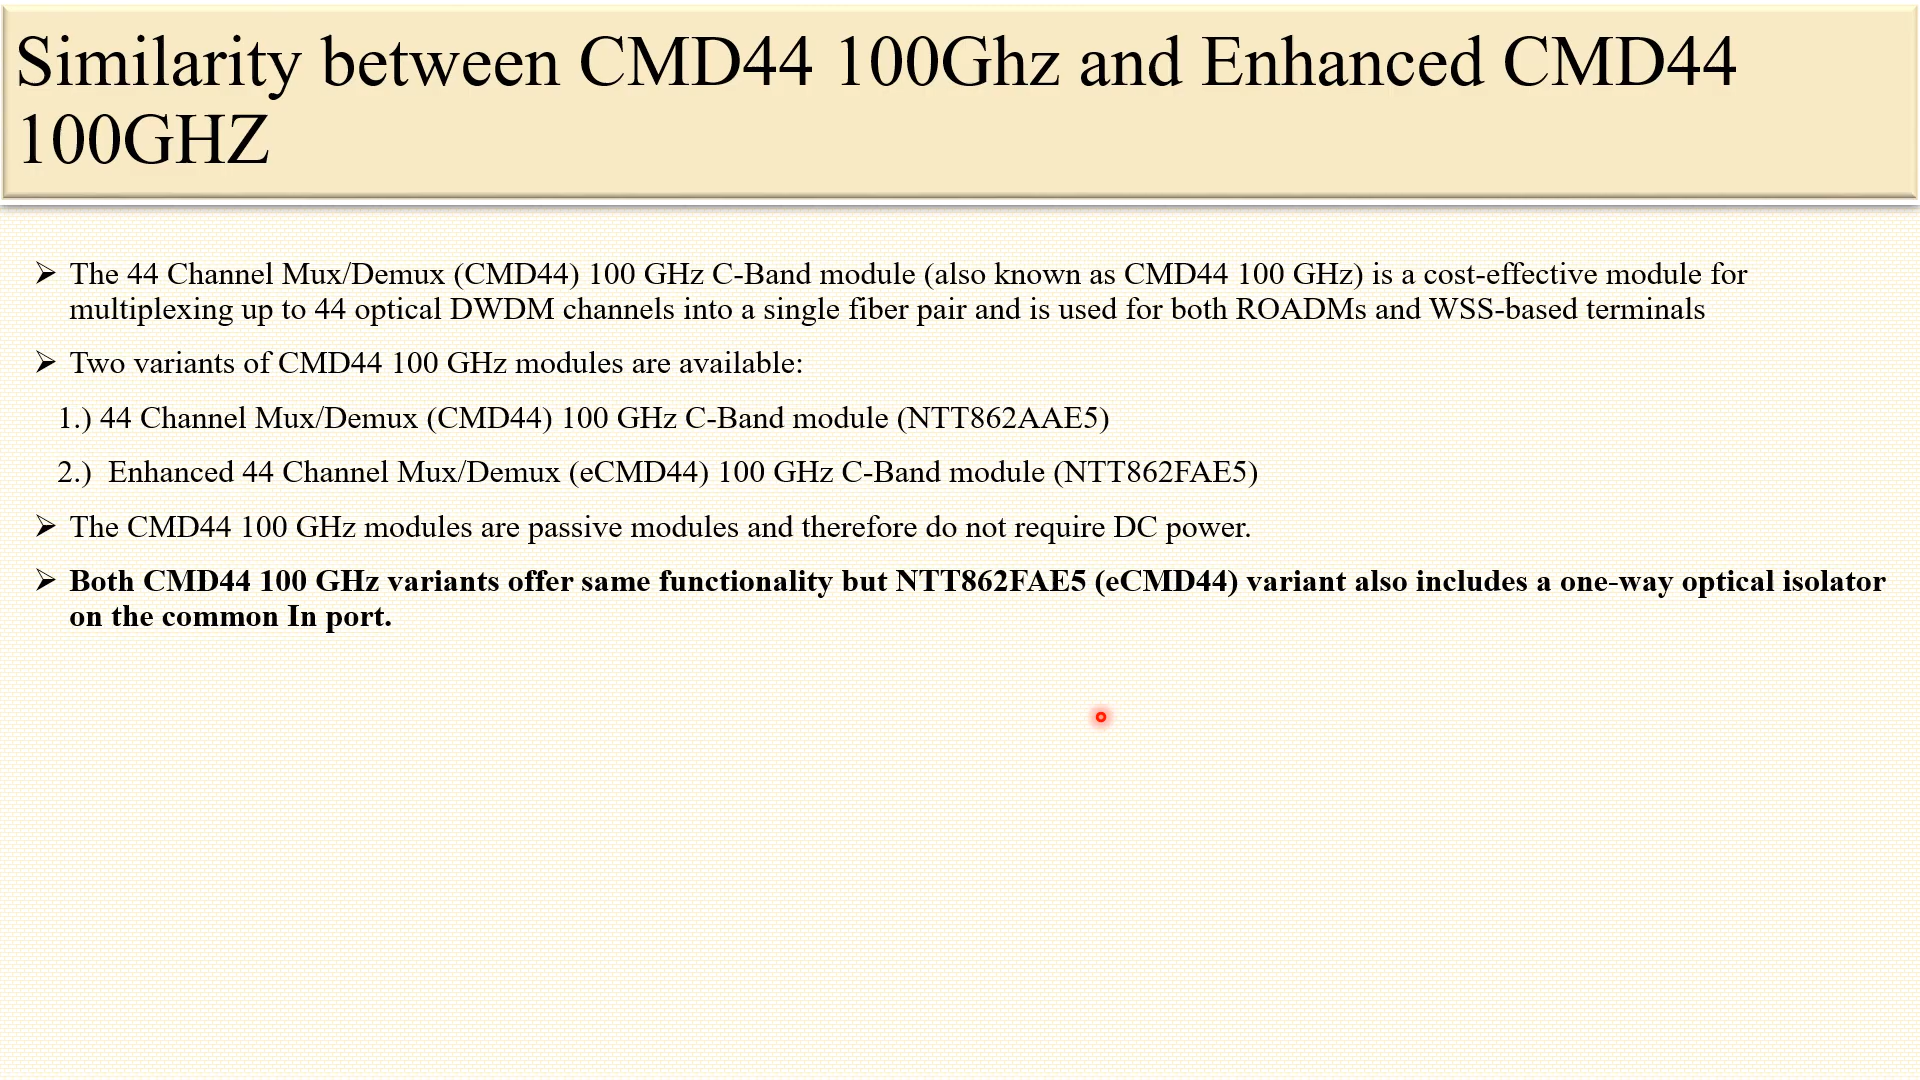 Similarity between CMD44 100Ghz and Enhanced CMD44
100GHZ
➢ The 44 Channel Mux/Demux (CMD44) 100 GHz C-Band module (also known as CMD44 100 GHz) is a cost-effective module for
multiplexing up to 44 optical DWDM channels into a single fiber pair and is used for both ROADMs and WSS-based terminals
➢ Two variants of CMD44 100 GHz modules are available:
1.) 44 Channel Mux/Demux (CMD44) 100 GHz C-Band module (NTT862AAE5)
2.) Enhanced 44 Channel Mux/Demux (eCMD44) 100 GHz C-Band module (NTT862FAE5)
➢ The CMD44 100 GHz modules are passive modules and therefore do not require DC power.
➢ Both CMD44 100 GHz variants offer same functionality but NTT862FAE5 (eCMD44) variant also includes a one-way optical isolator
on the common In port.